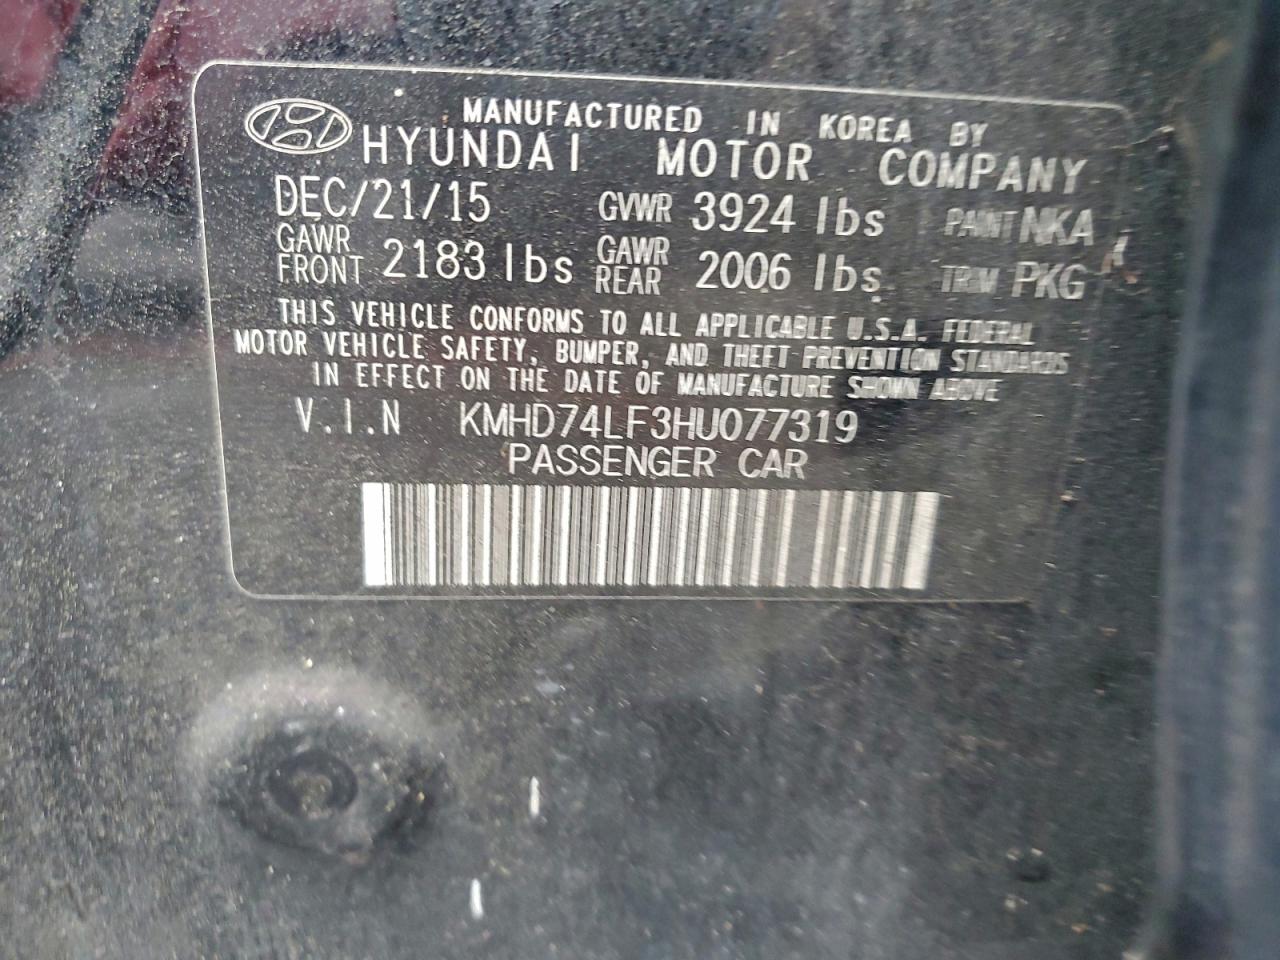 MANUFACTURED IN KOREA BY
HYUNDAI MOTOR COMPANY
DEC/21/15 GVWR 3924 lbs PAINT NKA
GAWR FRONT 2183 lbs GAWR REAR 2006 lbs TRIM PKG
THIS VEHICLE CONFORMS TO ALL APPLICABLE U.S.A. FEDERAL
MOTOR VEHICLE SAFETY, BUMPER, AND THEFT PREVENTION STANDARDS
IN EFFECT ON THE DATE OF MANUFACTURE SHOWN ABOVE
V.I.N KMHD74LF3HU077319
PASSENGER CAR